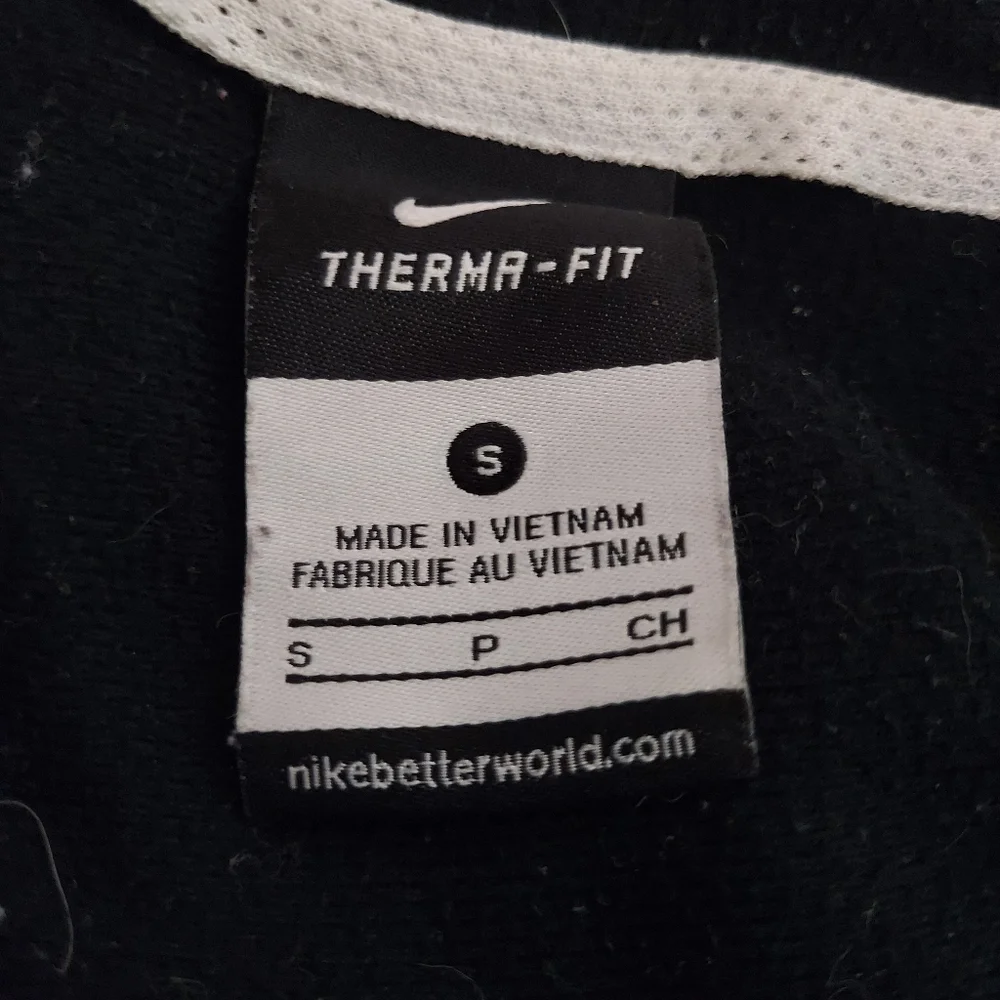 THERMA-FIT
S
MADE IN VIETNAM
FABRIQUE AU VIETNAM
S P CH
nikebetterworld.com